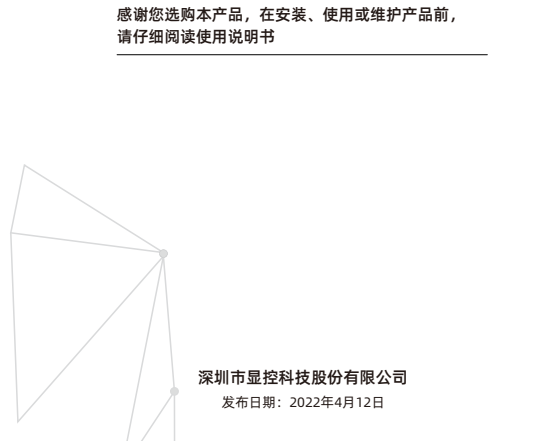 感谢您选购本产品，在安装、使用或维护产品前，
请仔细阅读使用说明书
深圳市显控科技股份有限公司
发布日期：2022年4月12日